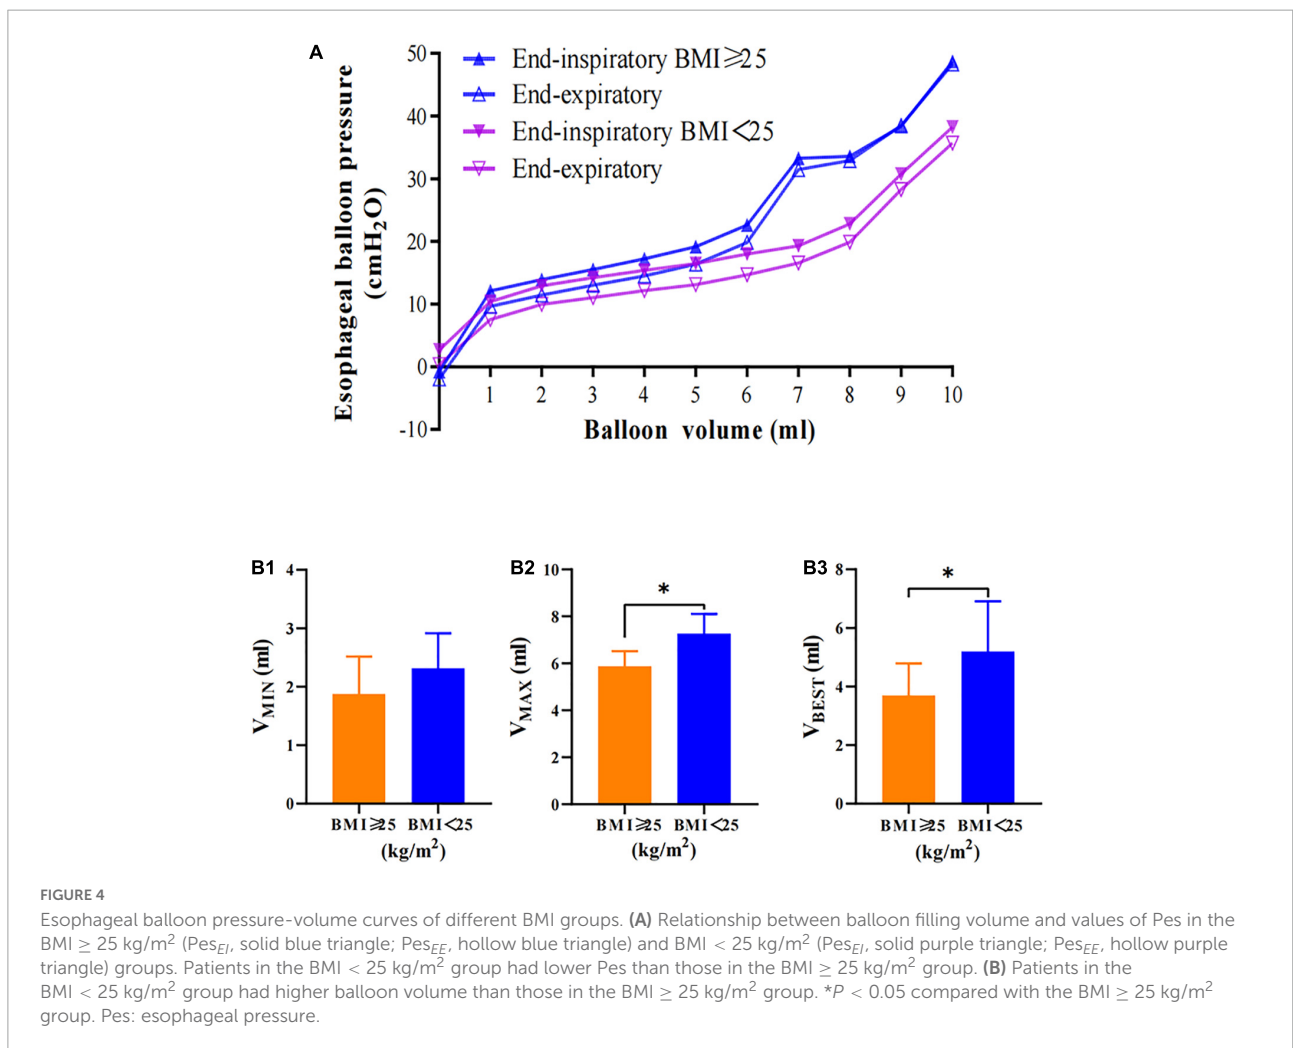 A
Esophageal balloon pressure
(cmH2O)
50
40
30
20
10
0
-10
End-inspiratory BMI⩾25
End-expiratory
End-inspiratory BMI<25
End-expiratory
1 2 3 4 5 6 7 8 9 10
Balloon volume (ml)
B1
VMIN (ml)
4
3
2
1
0
BMI⩾25 BMI<25
(kg/m2)
B2
VMAX (ml)
10
8
6
4
2
0
*
BMI⩾25 BMI<25
(kg/m2)
B3
VBEST (ml)
8
6
4
2
0
*
BMI⩾25 BMI<25
(kg/m2)
FIGURE 4
Esophageal balloon pressure-volume curves of different BMI groups. (A) Relationship between balloon filling volume and values of Pes in the
BMI ≥ 25 kg/m2 (PesEI, solid blue triangle; PesEE, hollow blue triangle) and BMI < 25 kg/m2 (PesEI, solid purple triangle; PesEE, hollow purple
triangle) groups. Patients in the BMI < 25 kg/m2 group had lower Pes than those in the BMI ≥ 25 kg/m2 group. (B) Patients in the
BMI < 25 kg/m2 group had higher balloon volume than those in the BMI ≥ 25 kg/m2 group. *P < 0.05 compared with the BMI ≥ 25 kg/m2
group. Pes: esophageal pressure.